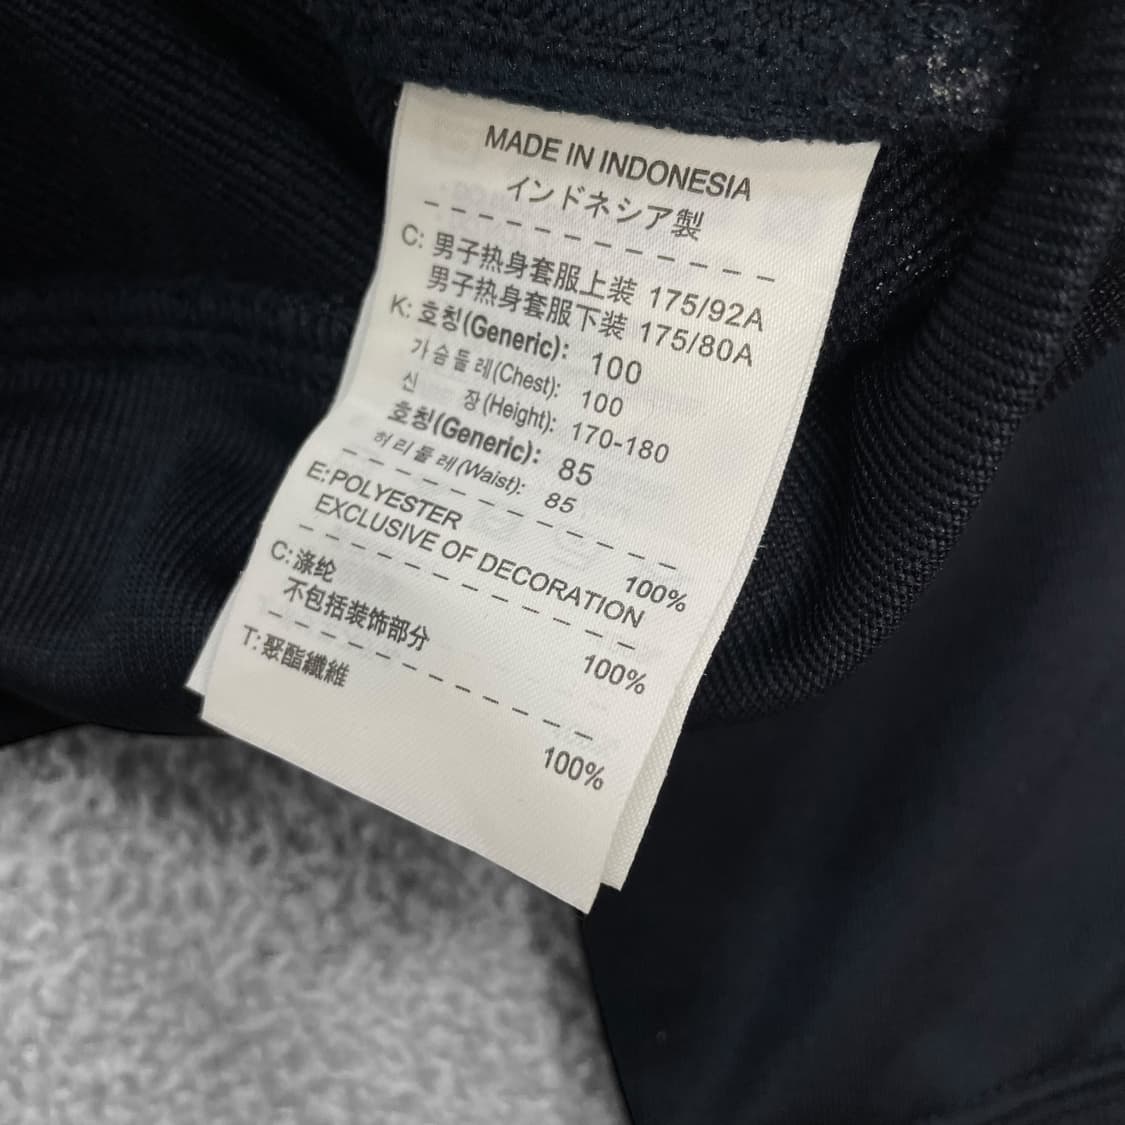 MADE IN INDONESIA
インドネシア製
C: 男子热身套服上装 175/92A
男子热身套服下装 175/80A
K: 호칭(Generic): 100
가슴둘레(Chest): 100
신 장(Height): 170-180
호칭(Generic): 85
허리둘레(Waist): 85
E: POLYESTER 100%
EXCLUSIVE OF DECORATION
C: 涤纶 100%
不包括装饰部分
T: 聚酯纖維 100%